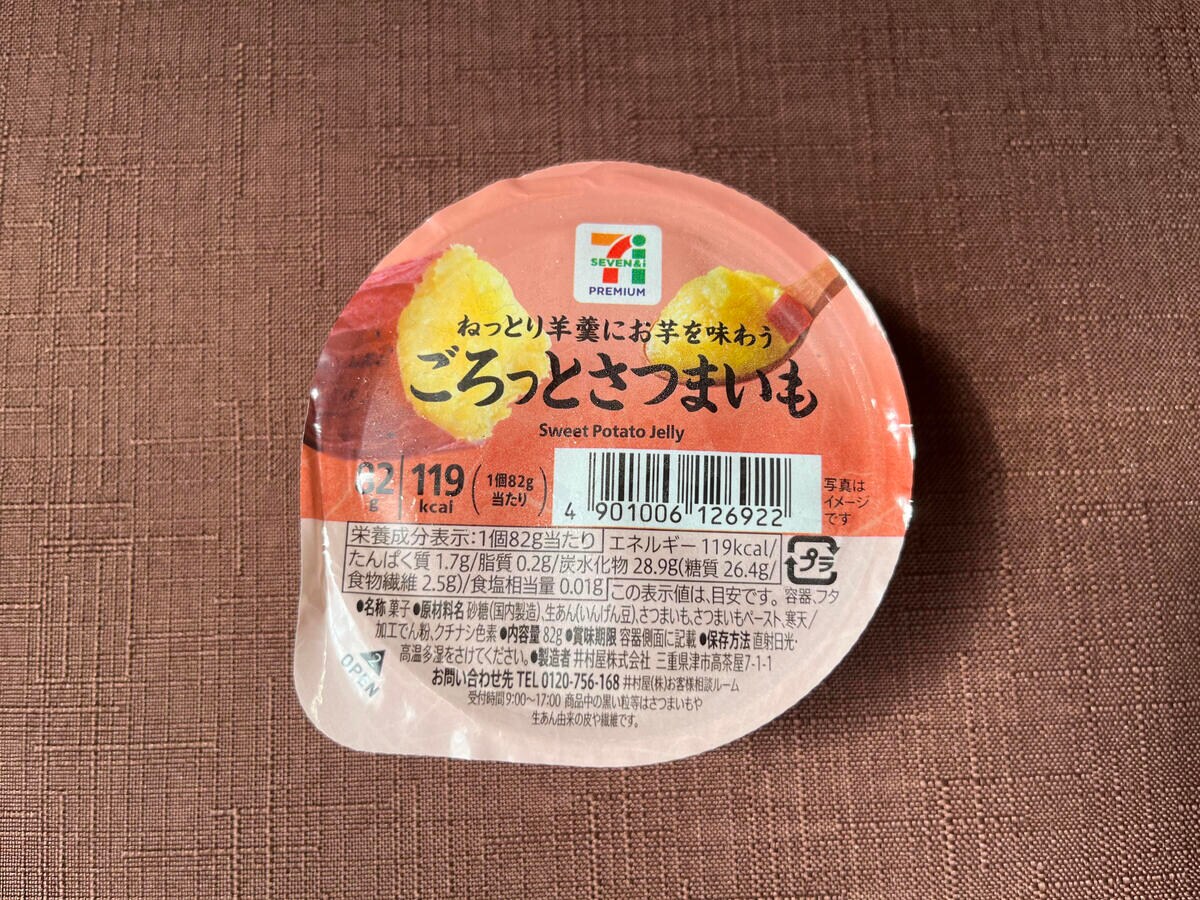 7i
SEVEN&i
PREMIUM
ねっとり羊羹にお芋を味わう
ごろっとさつまいも
Sweet Potato Jelly
82g 119kcal (1個82g当たり)
4 901006 126922
写真は
イメージ
です
栄養成分表示:1個82g当たり エネルギー 119kcal/
たんぱく質 1.7g/脂質 0.2g/炭水化物 28.9g(糖質 26.4g/
食物繊維 2.5g)/食塩相当量 0.01g この表示値は、目安です。
プラ
容器、フタ
●名称 菓子 ●原材料名 砂糖(国内製造)、生あん(いんげん豆)、さつまいも、さつまいもペースト、寒天/
加工でん粉、クチナシ色素 ●内容量 82g ●賞味期限 容器側面に記載 ●保存方法 直射日光・
高温多湿をさけてください。●製造者 井村屋株式会社 三重県津市高茶屋7-1-1
お問い合わせ先 TEL 0120-756-168 井村屋(株)お客様相談ルーム
受付時間9:00~17:00 商品中の黒い粒等はさつまいもや
生あん由来の皮や繊維です。
2
OPEN